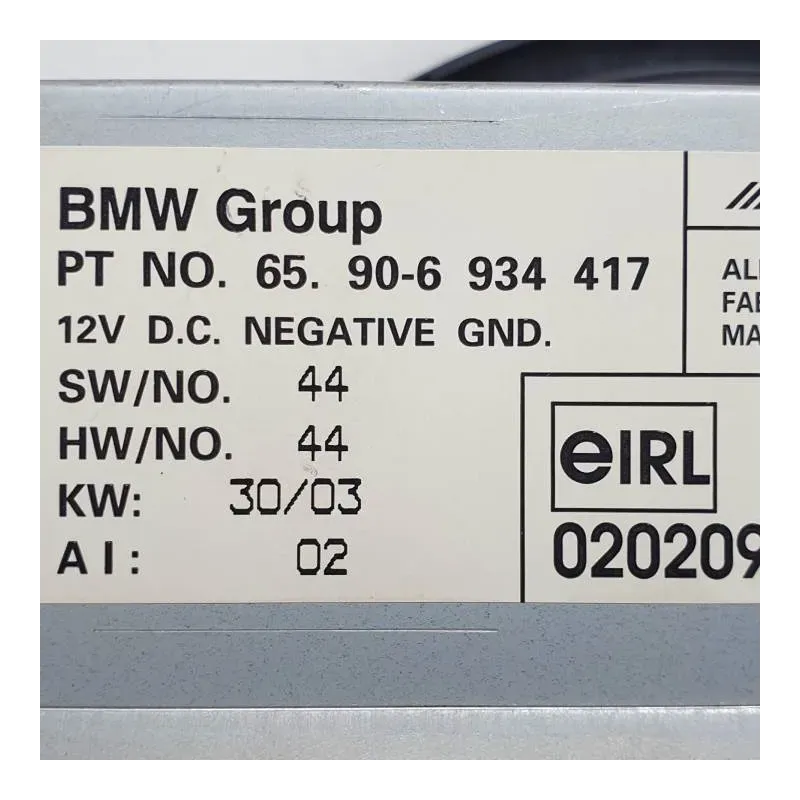 BMW Group
PT NO. 65. 90-6 934 417
12V D.C. NEGATIVE GND.
SW/NO. 44
HW/NO. 44
KW: 30/03
AI: 02
eIRL
020209